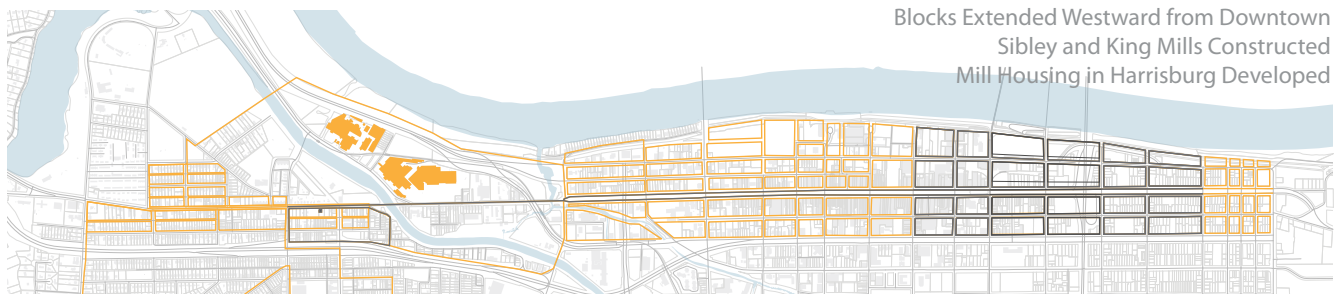 Blocks Extended Westward from Downtown
Sibley and King Mills Constructed
Mill Housing in Harrisburg Developed